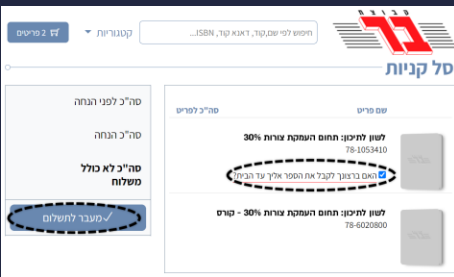 קבוצת
בר
חיפוש לפי שם,קוד, דאנא קוד, ISBN...
קטגוריות
2 פריטים
סל קניות
שם פריט
סה"כ לפריט
לשון לתיכון: תחום העמקת צורות 30%
78-1053410
האם ברצונך לקבל את הספר אליך עד הבית?
לשון לתיכון: תחום העמקת צורות 30% - קורס
78-6020800
סה"כ לפני הנחה
סה"כ הנחה
סה"כ לא כולל
משלוח
מעבר לתשלום